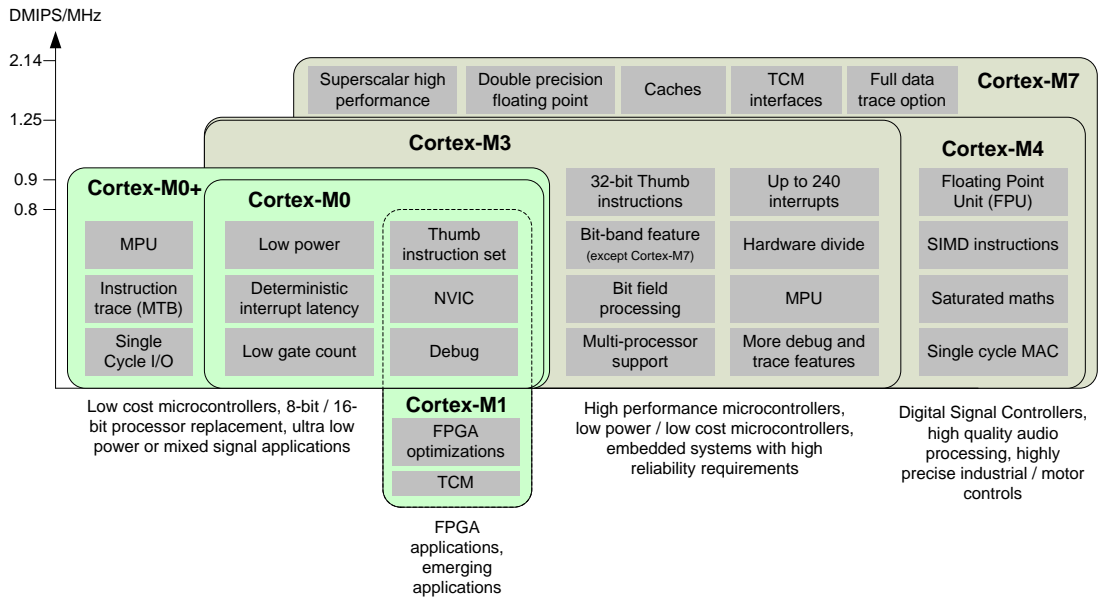 DMIPS/MHz
2.14
1.25
0.9
0.8
Superscalar high
performance
Double precision
floating point
Caches
TCM
interfaces
Full data
trace option
Cortex-M7
Cortex-M3
Cortex-M4
Cortex-M0+
Cortex-M0
MPU
Instruction
trace (MTB)
Single
Cycle I/O
Low power
Deterministic
interrupt latency
Low gate count
Thumb
instruction set
NVIC
Debug
32-bit Thumb
instructions
Bit-band feature
(except Cortex-M7)
Bit field
processing
Multi-processor
support
Up to 240
interrupts
Hardware divide
MPU
More debug and
trace features
Floating Point
Unit (FPU)
SIMD instructions
Saturated maths
Single cycle MAC
Low cost microcontrollers, 8-bit / 16-
bit processor replacement, ultra low
power or mixed signal applications
Cortex-M1
FPGA
optimizations
TCM
FPGA
applications,
emerging
applications
High performance microcontrollers,
low power / low cost microcontrollers,
embedded systems with high
reliability requirements
Digital Signal Controllers,
high quality audio
processing, highly
precise industrial / motor
controls